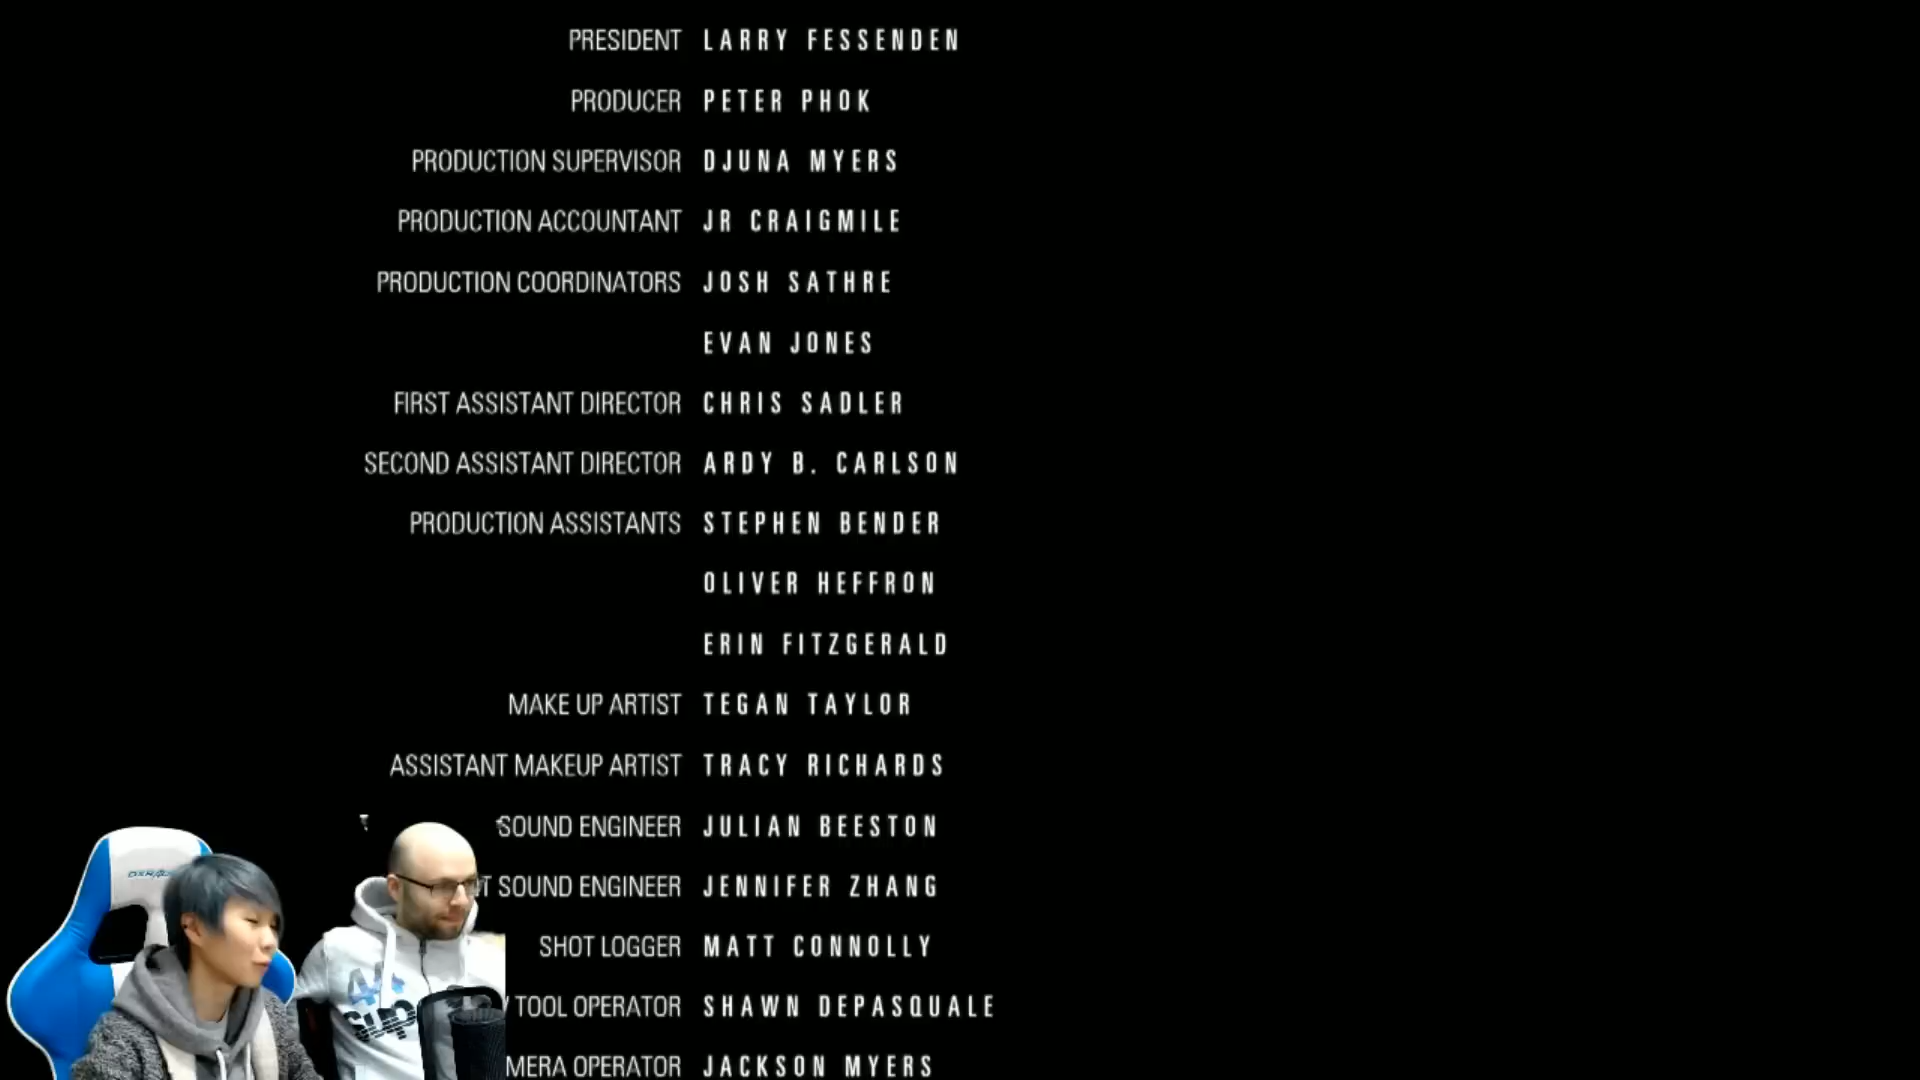 PRESIDENT LARRY FESSENDEN
PRODUCER PETER PHOK
PRODUCTION SUPERVISOR DJUNA MYERS
PRODUCTION ACCOUNTANT JR CRAIGMILE
PRODUCTION COORDINATORS JOSH SATHRE
EVAN JONES
FIRST ASSISTANT DIRECTOR CHRIS SADLER
SECOND ASSISTANT DIRECTOR ARDY B. CARLSON
PRODUCTION ASSISTANTS STEPHEN BENDER
OLIVER HEFFRON
ERIN FITZGERALD
MAKE UP ARTIST TEGAN TAYLOR
ASSISTANT MAKEUP ARTIST TRACY RICHARDS
SOUND ENGINEER JULIAN BEESTON
T SOUND ENGINEER JENNIFER ZHANG
SHOT LOGGER MATT CONNOLLY
TOOL OPERATOR SHAWN DEPASQUALE
MERA OPERATOR JACKSON MYERS
44
SUP